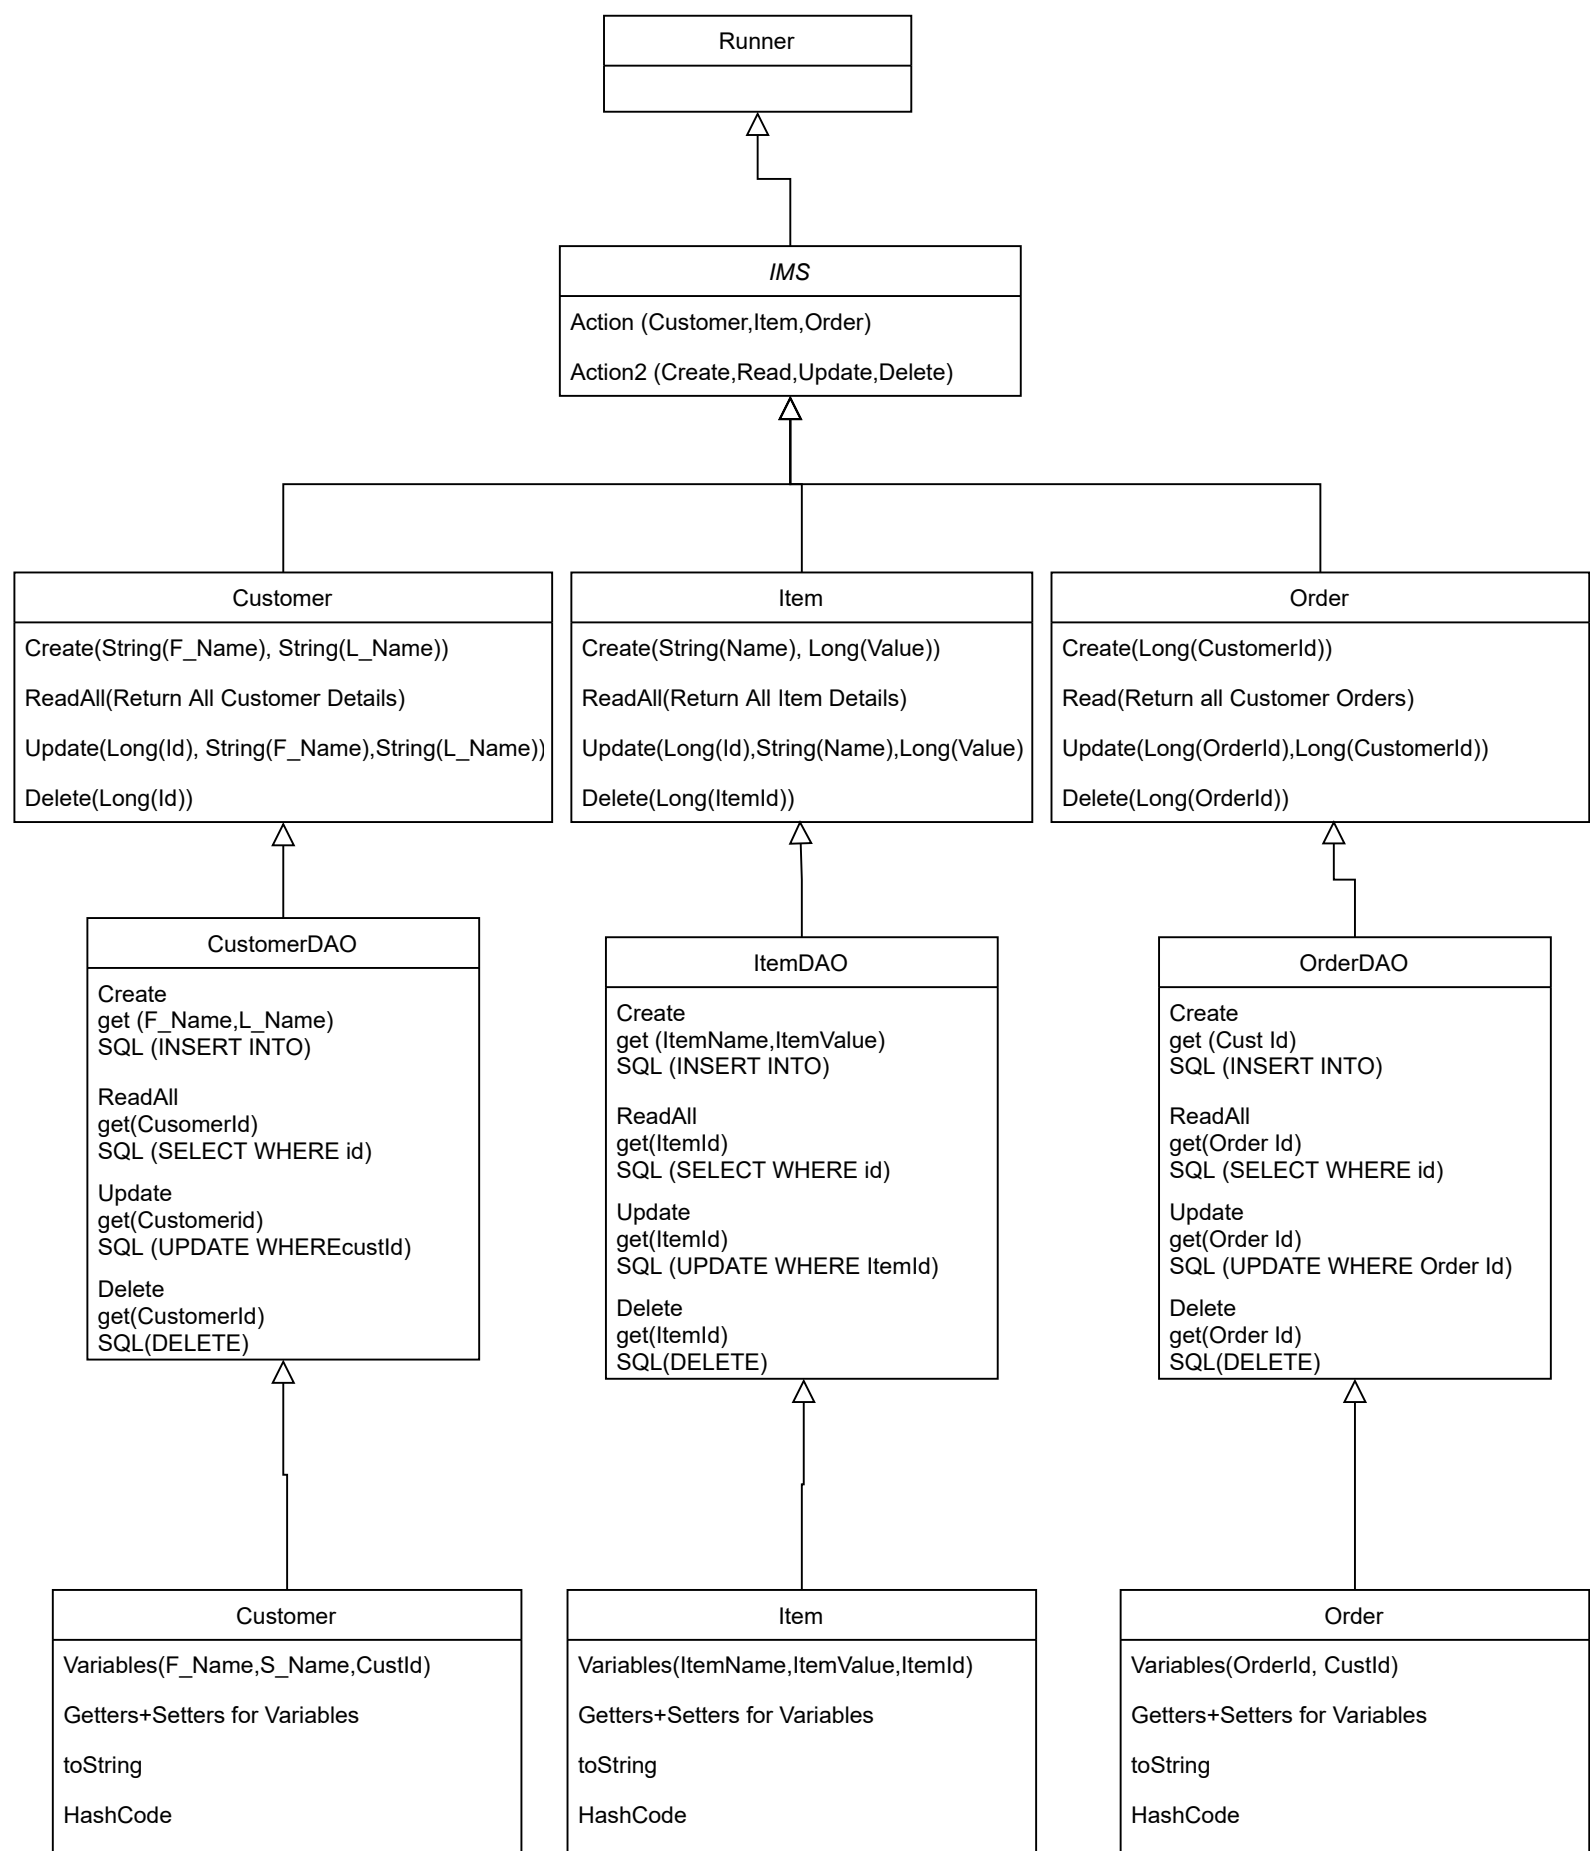 Runner
IMS
Action (Customer,Item,Order)
Action2 (Create,Read,Update,Delete)
Customer
Create(String(F_Name), String(L_Name))
ReadAll(Return All Customer Details)
Update(Long(Id), String(F_Name),String(L_Name))
Delete(Long(Id))
Item
Create(String(Name), Long(Value))
ReadAll(Return All Item Details)
Update(Long(Id),String(Name),Long(Value)
Delete(Long(ItemId))
Order
Create(Long(CustomerId))
Read(Return all Customer Orders)
Update(Long(OrderId),Long(CustomerId))
Delete(Long(OrderId))
CustomerDAO
Create
get (F_Name,L_Name)
SQL (INSERT INTO)
ReadAll
get(CusomerId)
SQL (SELECT WHERE id)
Update
get(Customerid)
SQL (UPDATE WHEREcustId)
Delete
get(CustomerId)
SQL(DELETE)
ItemDAO
Create
get (ItemName,ItemValue)
SQL (INSERT INTO)
ReadAll
get(ItemId)
SQL (SELECT WHERE id)
Update
get(ItemId)
SQL (UPDATE WHERE ItemId)
Delete
get(ItemId)
SQL(DELETE)
OrderDAO
Create
get (Cust Id)
SQL (INSERT INTO)
ReadAll
get(Order Id)
SQL (SELECT WHERE id)
Update
get(Order Id)
SQL (UPDATE WHERE Order Id)
Delete
get(Order Id)
SQL(DELETE)
Customer
Variables(F_Name,S_Name,CustId)
Getters+Setters for Variables
toString
HashCode
Item
Variables(ItemName,ItemValue,ItemId)
Getters+Setters for Variables
toString
HashCode
Order
Variables(OrderId, CustId)
Getters+Setters for Variables
toString
HashCode